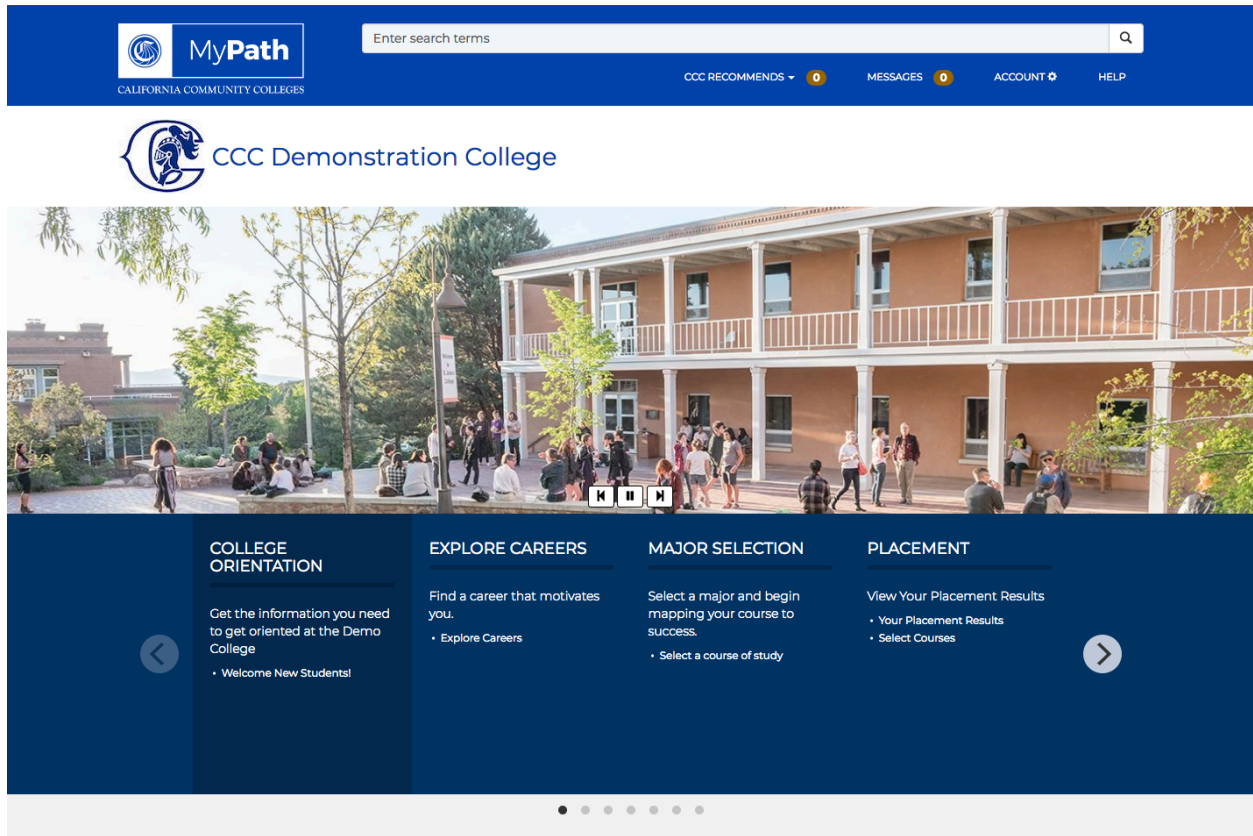 MyPath
CALIFORNIA COMMUNITY COLLEGES
Enter search terms
CCC RECOMMENDS 0 MESSAGES 0 ACCOUNT HELP
CCC Demonstration College
COLLEGE
ORIENTATION
Get the information you need
to get oriented at the Demo
College
• Welcome New Students!
EXPLORE CAREERS
Find a career that motivates
you.
• Explore Careers
MAJOR SELECTION
Select a major and begin
mapping your course to
success.
• Select a course of study
PLACEMENT
View Your Placement Results
• Your Placement Results
• Select Courses